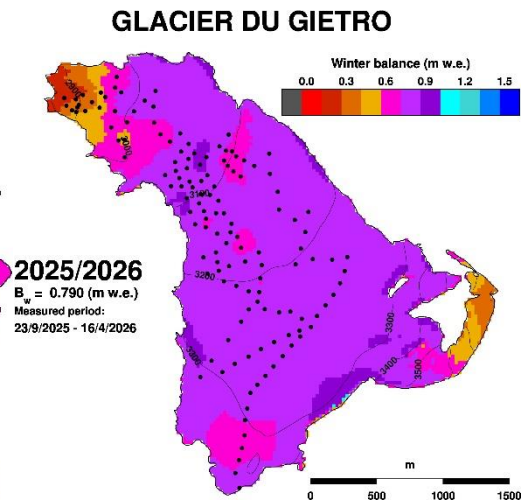 GLACIER DU GIETRO
Winter balance (m w.e.)
0.0 0.3 0.6 0.9 1.2 1.5
3000
3100
3200
3300
3300
3400
3500
2025/2026
Bw = 0.790 (m w.e.)
Measured period:
23/9/2025 - 16/4/2026
m
0 500 1000 1500